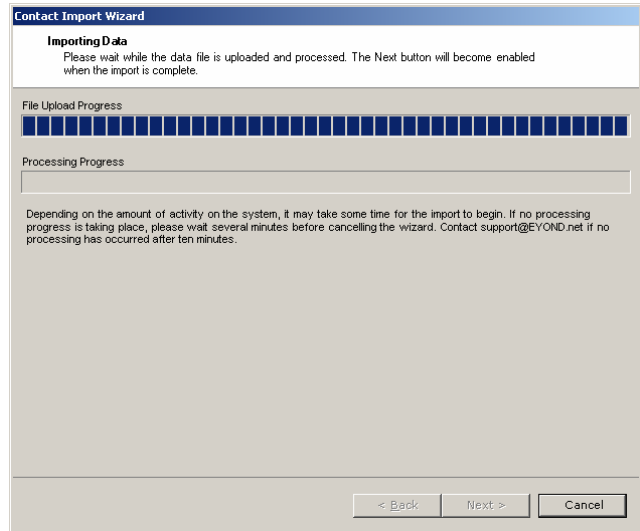 Contact Import Wizard
Importing Data
Please wait while the data file is uploaded and processed. The Next button will become enabled
when the import is complete.
File Upload Progress
Processing Progress
Depending on the amount of activity on the system, it may take some time for the import to begin. If no processing
progress is taking place, please wait several minutes before cancelling the wizard. Contact support@EYOND.net if no
processing has occurred after ten minutes.
< Back
Next >
Cancel